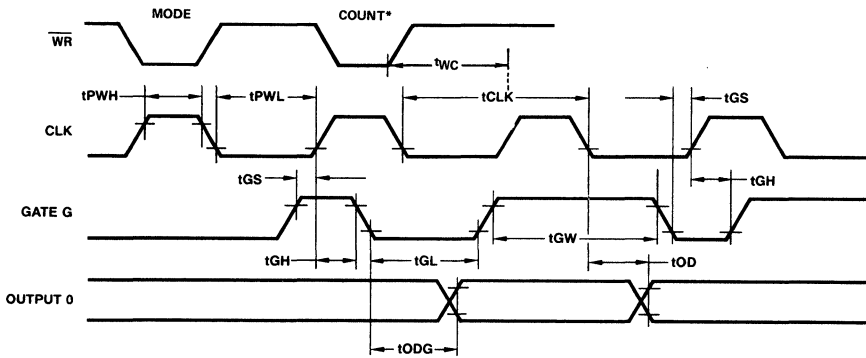 MODE COUNT*
WR
tWC
tPWH tPWL tCLK tGS
CLK
tGS tGH
GATE G
tGH tGL tGW tOD
OUTPUT 0
tODG